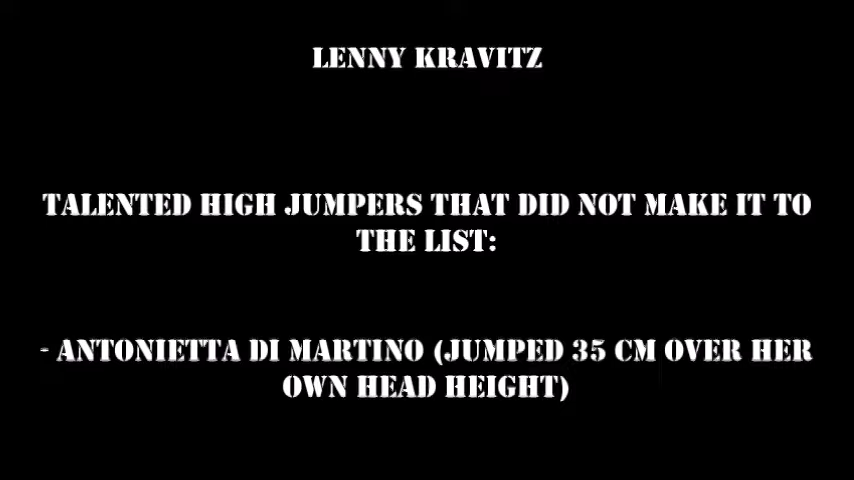 LENNY KRAVITZ
TALENTED HIGH JUMPERS THAT DID NOT MAKE IT TO
THE LIST:
- ANTONIETTA DI MARTINO (JUMPED 35 CM OVER HER
OWN HEAD HEIGHT)